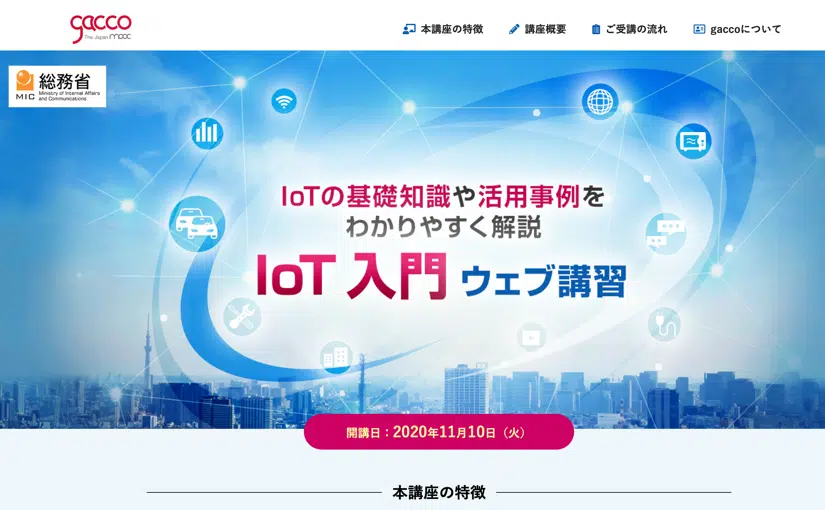 gacco
The Japan mooc
本講座の特徴
講座概要
ご受講の流れ
gaccoについて
MIC
総務省
Ministry of Internal Affairs
and Communications
IoTの基礎知識や活用事例を
わかりやすく解説
IoT 入門 ウェブ講習
開講日：2020年11月10日（火）
本講座の特徴